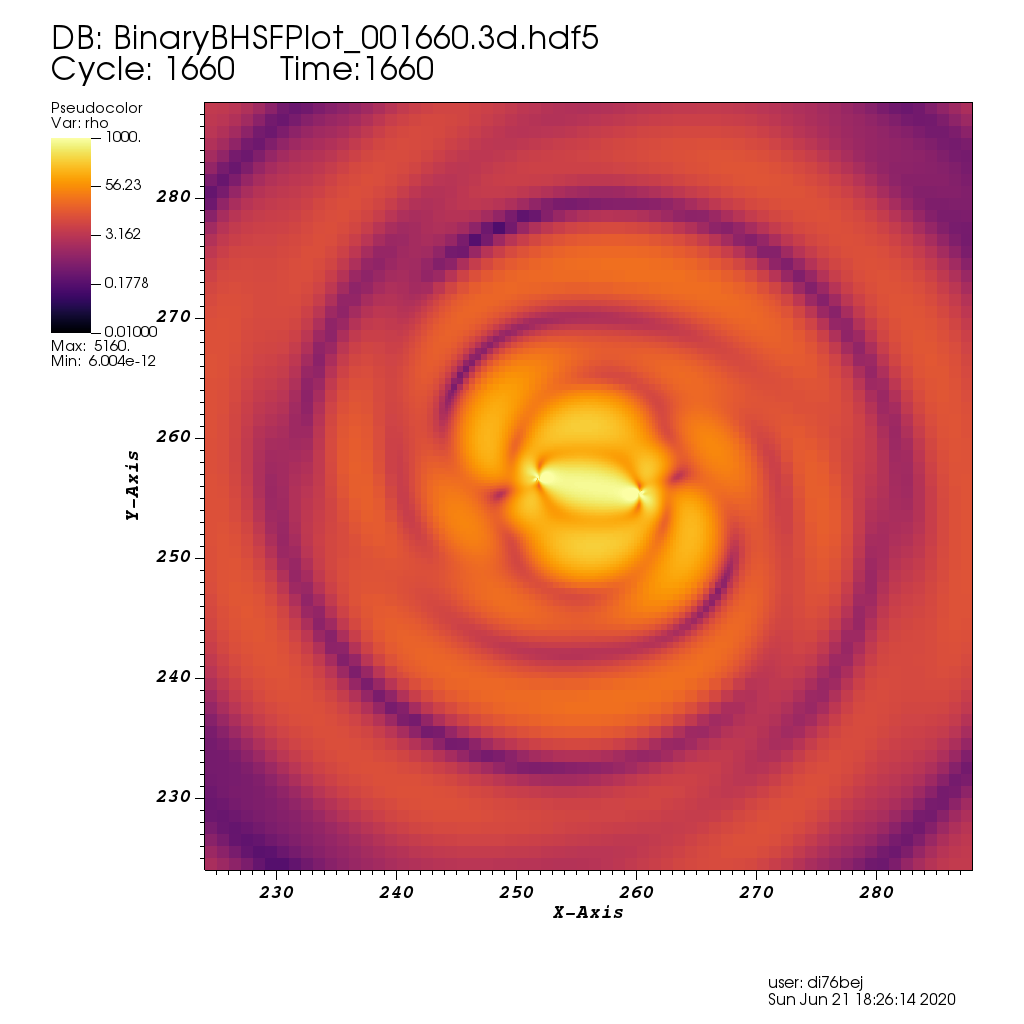 DB: BinaryBHSFPlot_001660.3d.hdf5
Cycle: 1660 Time:1660
Pseudocolor
Var: rho
1000.
56.23
3.162
0.1778
0.01000
Max: 5160.
Min: 6.004e-12
280
270
260
250
240
230
Y-Axis
230 240 250 260 270 280
X-Axis
user: di76bej
Sun Jun 21 18:26:14 2020